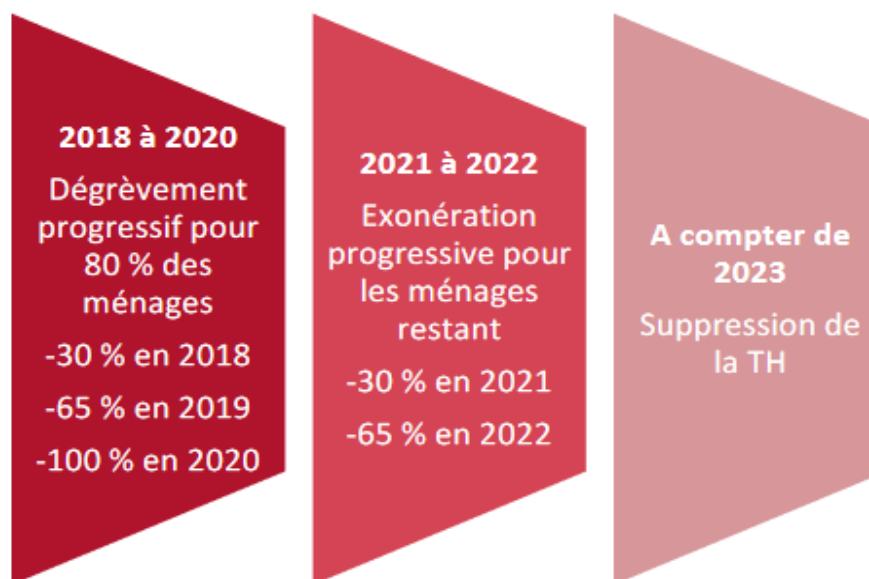 2018 à 2020
Dégrèvement
progressif pour
80 % des
ménages
-30 % en 2018
-65 % en 2019
-100 % en 2020
2021 à 2022
Exonération
progressive pour
les ménages
restant
-30 % en 2021
-65 % en 2022
A compter de
2023
Suppression de
la TH